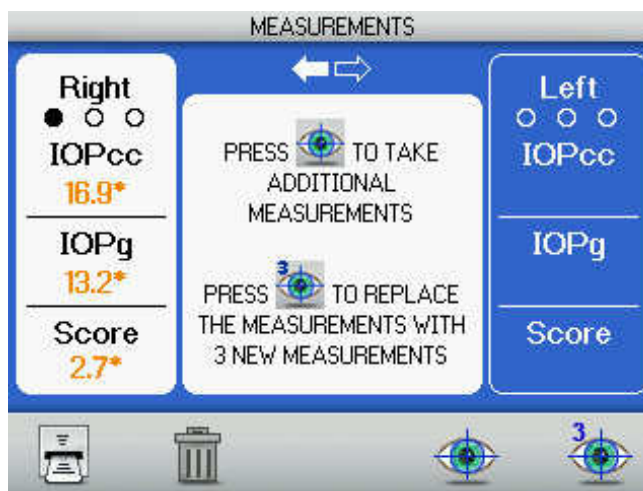 MEASUREMENTS
Right
IOPcc
16.9*
IOPg
13.2*
Score
2.7*
PRESS TO TAKE
ADDITIONAL
MEASUREMENTS
3
PRESS TO REPLACE
THE MEASUREMENTS WITH
3 NEW MEASUREMENTS
Left
IOPcc
IOPg
Score
3